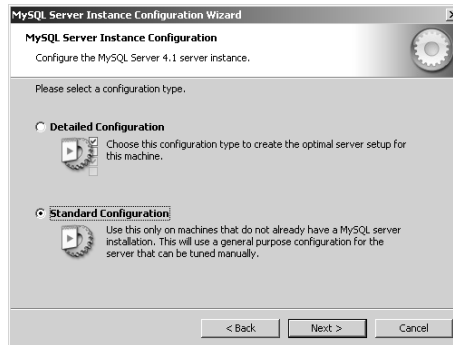 MySQL Server Instance Configuration Wizard
MySQL Server Instance Configuration
Configure the MySQL Server 4.1 server instance.
Please select a configuration type.
Detailed Configuration
Choose this configuration type to create the optimal server setup for
this machine.
Standard Configuration
Use this only on machines that do not already have a MySQL server
installation. This will use a general purpose configuration for the
server that can be tuned manually.
< Back
Next >
Cancel